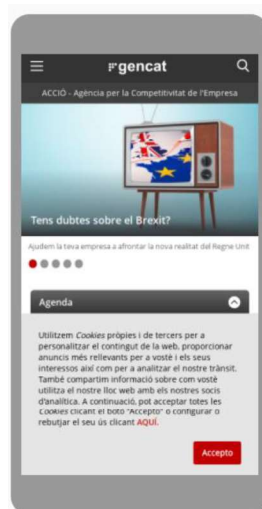 gencat
ACCIÓ - Agència per la Competitivitat de l'Empresa
Tens dubtes sobre el Brexit?
Ajudem la teva empresa a afrontar la nova realitat del Regne Unit
Agenda
Utilitzem Cookies pròpies i de tercers per a
personalitzar el contingut de la web, proporcionar
anuncis més rellevants per a vostè i els seus
interessos així com per a analitzar el nostre trànsit.
També compartim informació sobre com vostè
utilitza el nostre lloc web amb els nostres socis
d'analítica. A continuació, pot acceptar totes les
Cookies clicant el botó "Accepto" o configurar o
rebutjar el seu ús clicant AQUÍ.
Accepto